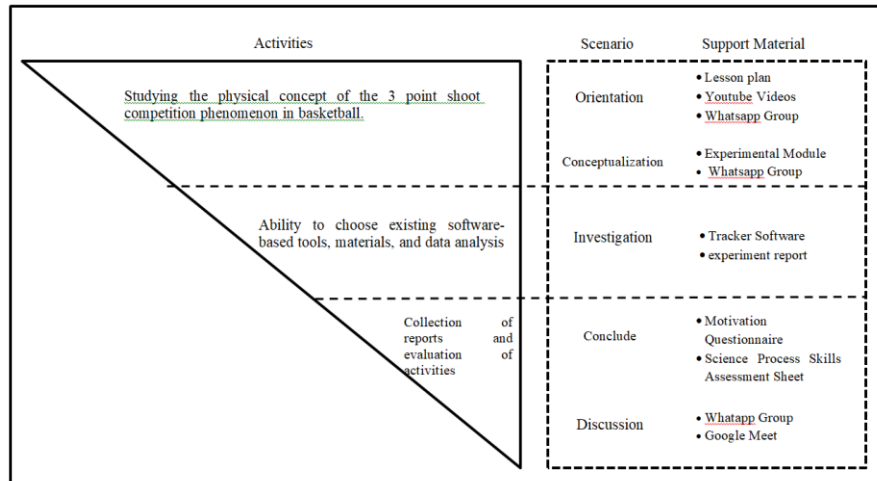 Activities
Scenario
Support Material
Studying the physical concept of the 3 point shoot
competition phenomenon in basketball.
Orientation
• Lesson plan
• Youtube Videos
• Whatsapp Group
Conceptualization
• Experimental Module
• Whatsapp Group
Ability to choose existing software-
based tools, materials, and data analysis
Investigation
• Tracker Software
• experiment report
Collection of
reports and
evaluation of
activities
Conclude
• Motivation
Questionnaire
• Science Process Skills
Assessment Sheet
Discussion
• Whatapp Group
• Google Meet